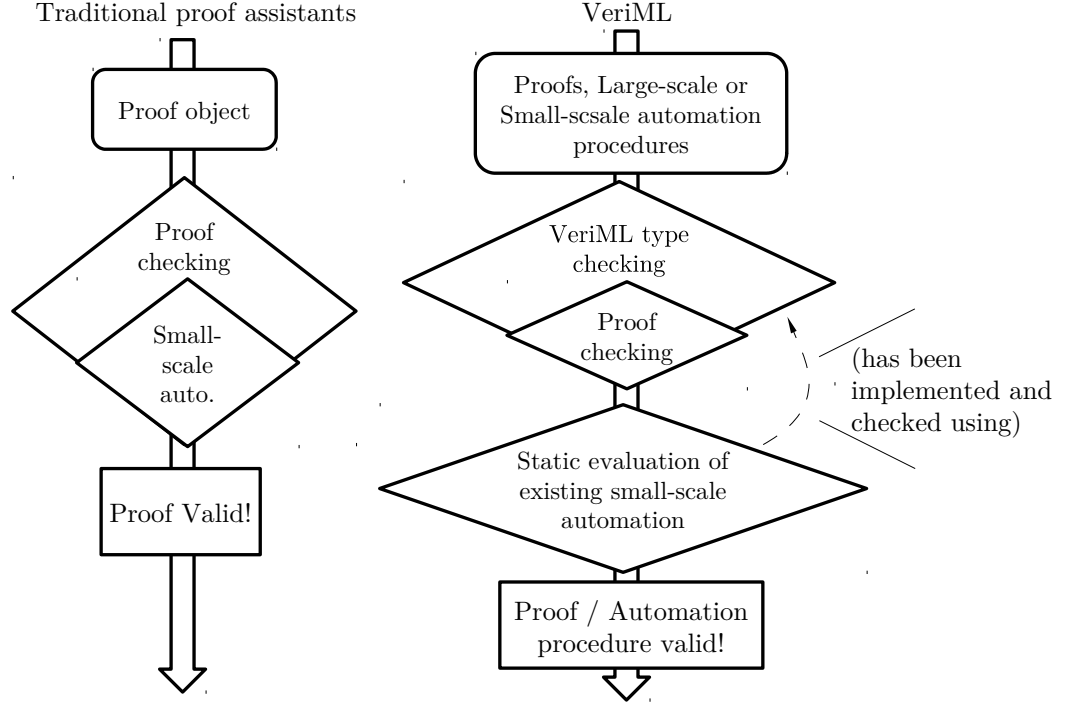 Traditional proof assistants
Proof object
Proof
checking
Small-
scale
auto.
Proof Valid!
VeriML
Proofs, Large-scale or
Small-scsale automation
procedures
VeriML type
checking
Proof
checking
(has been
implemented and
checked using)
Static evaluation of
existing small-scale
automation
Proof / Automation
procedure valid!